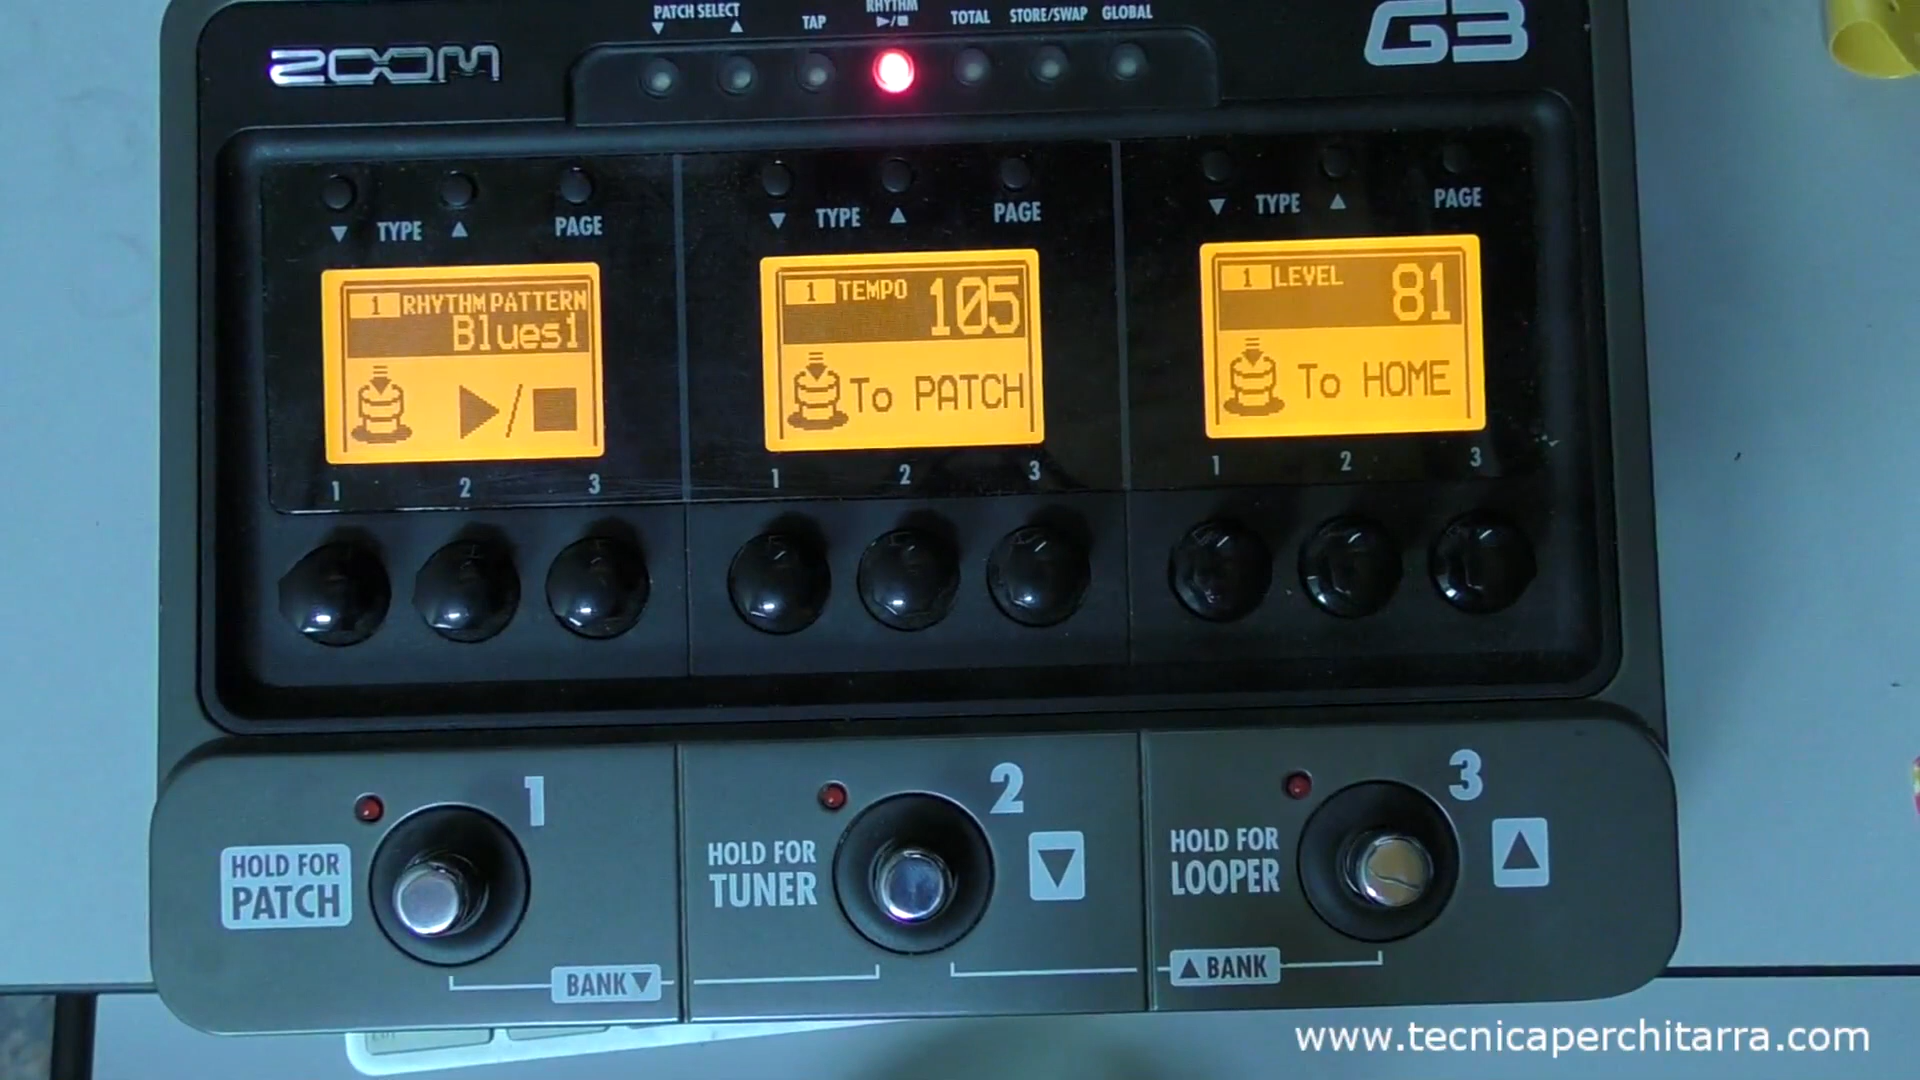 PATCH SELECT
▼ ▲
TAP
RHYTHM
▶/■
TOTAL
STORE/SWAP
GLOBAL
ZOOM
G3
▼ TYPE ▲
PAGE
▼ TYPE ▲
PAGE
▼ TYPE ▲
PAGE
1 RHYTHM PATTERN
Blues1
▶/■
1 TEMPO 105
To PATCH
1 LEVEL 81
To HOME
1 2 3
1 2 3
1 2 3
1
HOLD FOR
PATCH
2
HOLD FOR
TUNER
▼
3
HOLD FOR
LOOPER
▲
BANK ▼
▲ BANK
www.tecnicaperchitarra.com